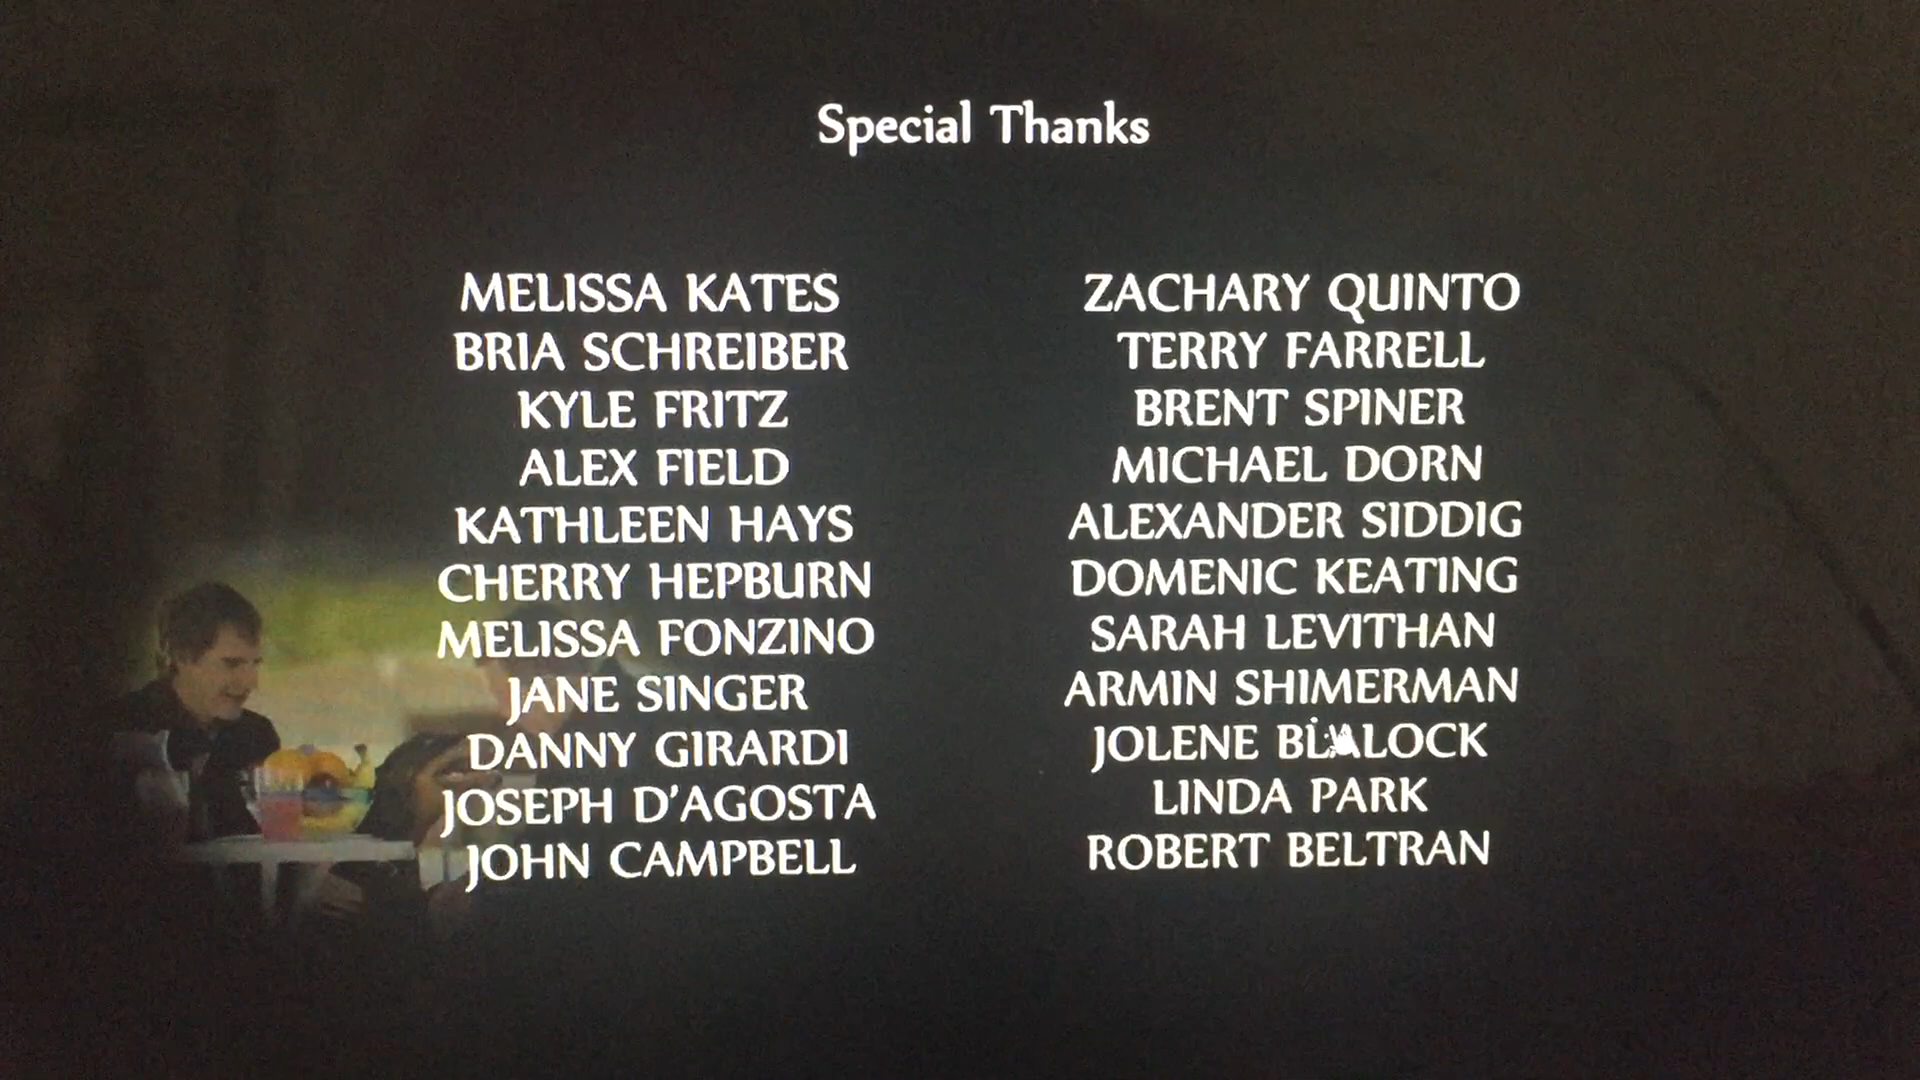 Special Thanks
MELISSA KATES
BRIA SCHREIBER
KYLE FRITZ
ALEX FIELD
KATHLEEN HAYS
CHERRY HEPBURN
MELISSA FONZINO
JANE SINGER
DANNY GIRARDI
JOSEPH D'AGOSTA
JOHN CAMPBELL
ZACHARY QUINTO
TERRY FARRELL
BRENT SPINER
MICHAEL DORN
ALEXANDER SIDDIG
DOMENIC KEATING
SARAH LEVITHAN
ARMIN SHIMERMAN
JOLENE BLALOCK
LINDA PARK
ROBERT BELTRAN